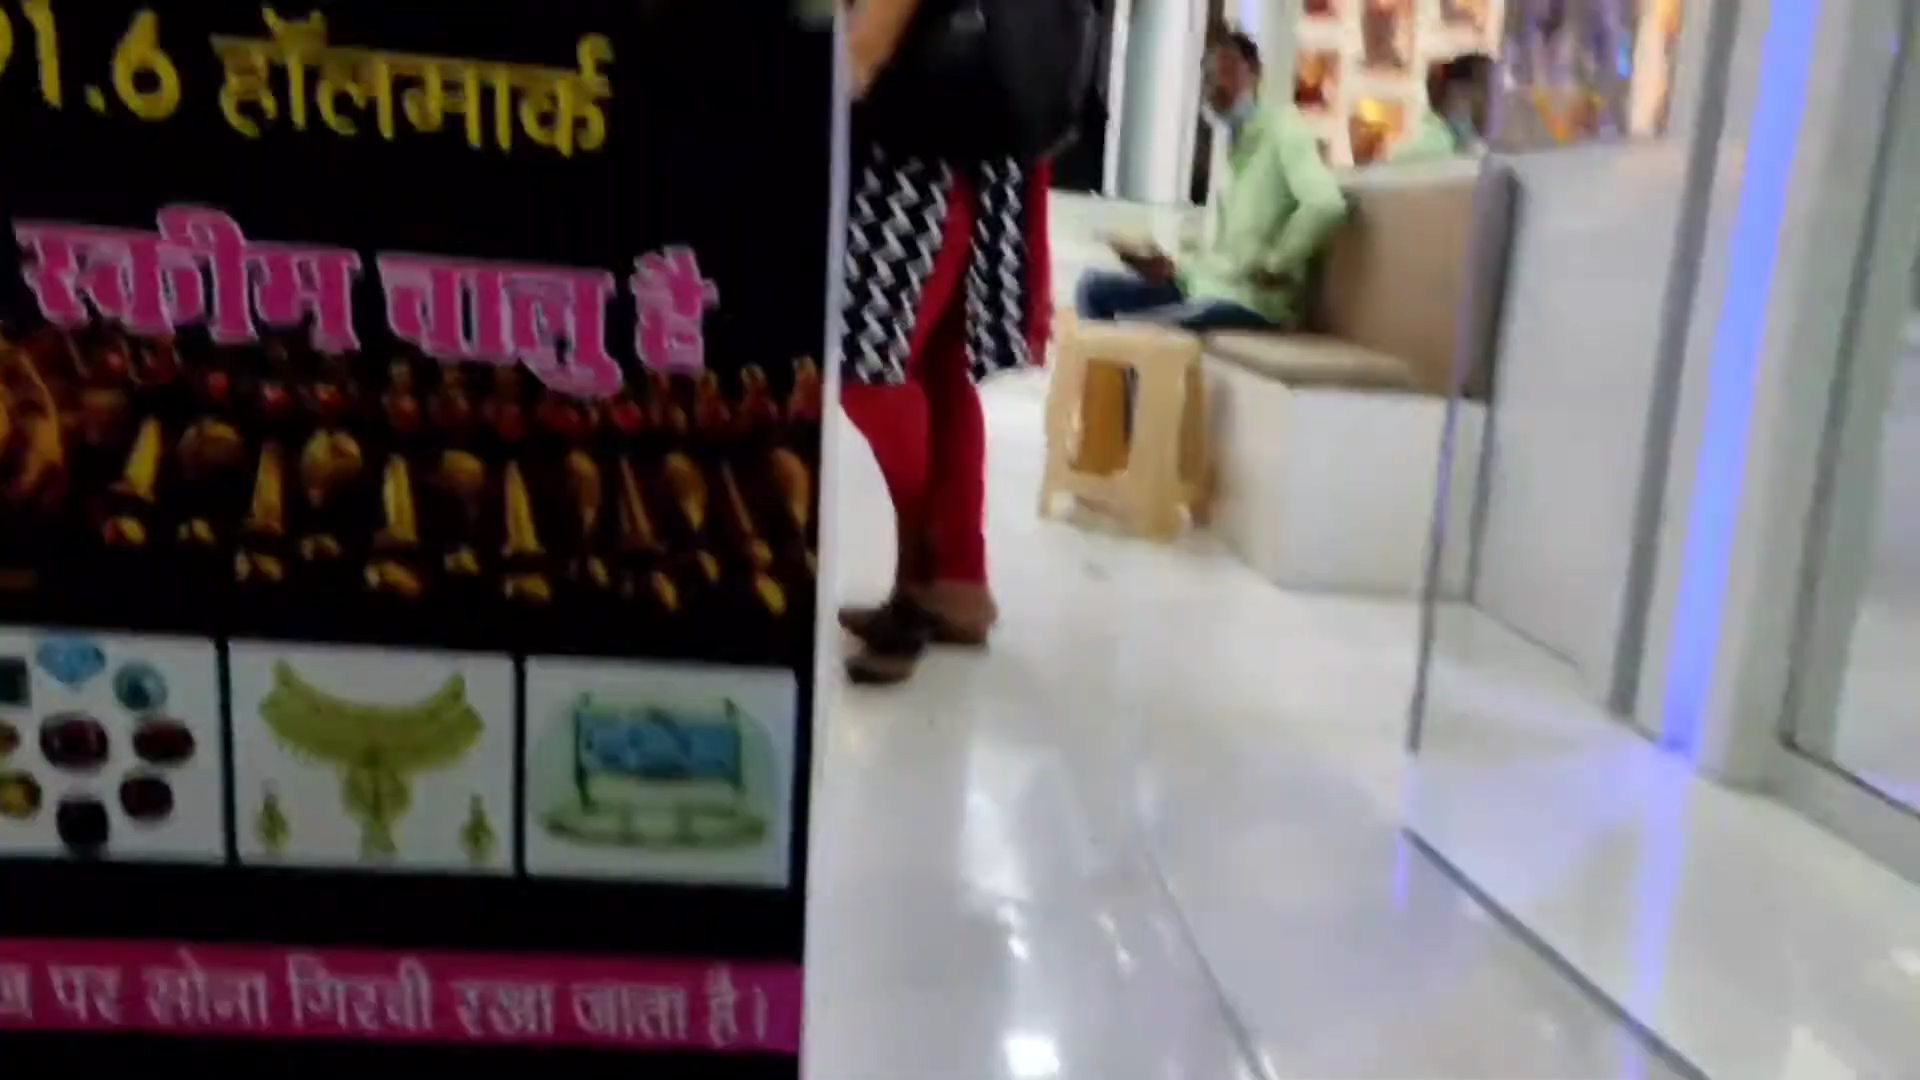 91.6 हॉलमार्क
स्कीम चालु है
पर सोना गिरवी रखा जाता है।